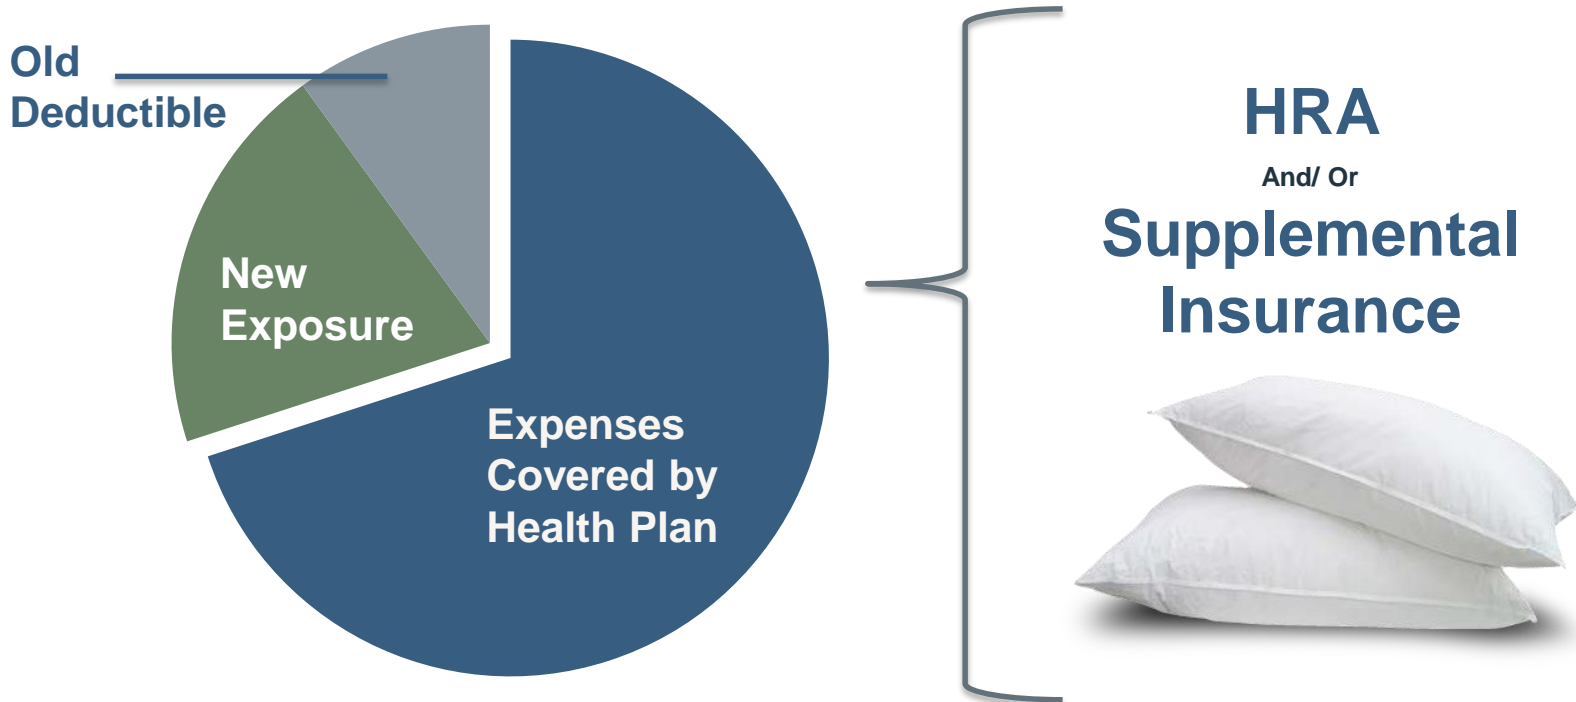 Old
Deductible
New
Exposure
Expenses
Covered by
Health Plan
HRA
And/ Or
Supplemental
Insurance